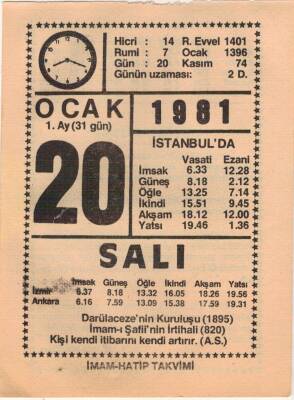 Hicri : 14 R. Evvel 1401
Rumi : 7 Ocak 1396
Gün : 20 Kasım 74
Günün uzaması: 2 D.
OCAK
1. Ay (31 gün)
1981
20
İSTANBUL'DA
Vasati Ezani
İmsak 6.33 12.28
Güneş 8.18 2.12
Öğle 13.25 7.14
İkindi 15.51 9.45
Akşam 18.12 12.00
Yatsı 19.46 1.36
SALI
İmsak Güneş Öğle İkindi Akşam Yatsı
İzmir 6.37 8.18 13.32 16.05 18.26 19.56
Ankara 6.16 7.59 13.09 15.38 17.59 19.31
Darülaceze'nin Kuruluşu (1895)
İmam-ı Şafii'nin İrtihali (820)
Kişi kendi itibarını kendi artırır. (A.S.)
İMAM-HATİP TAKVİMİ